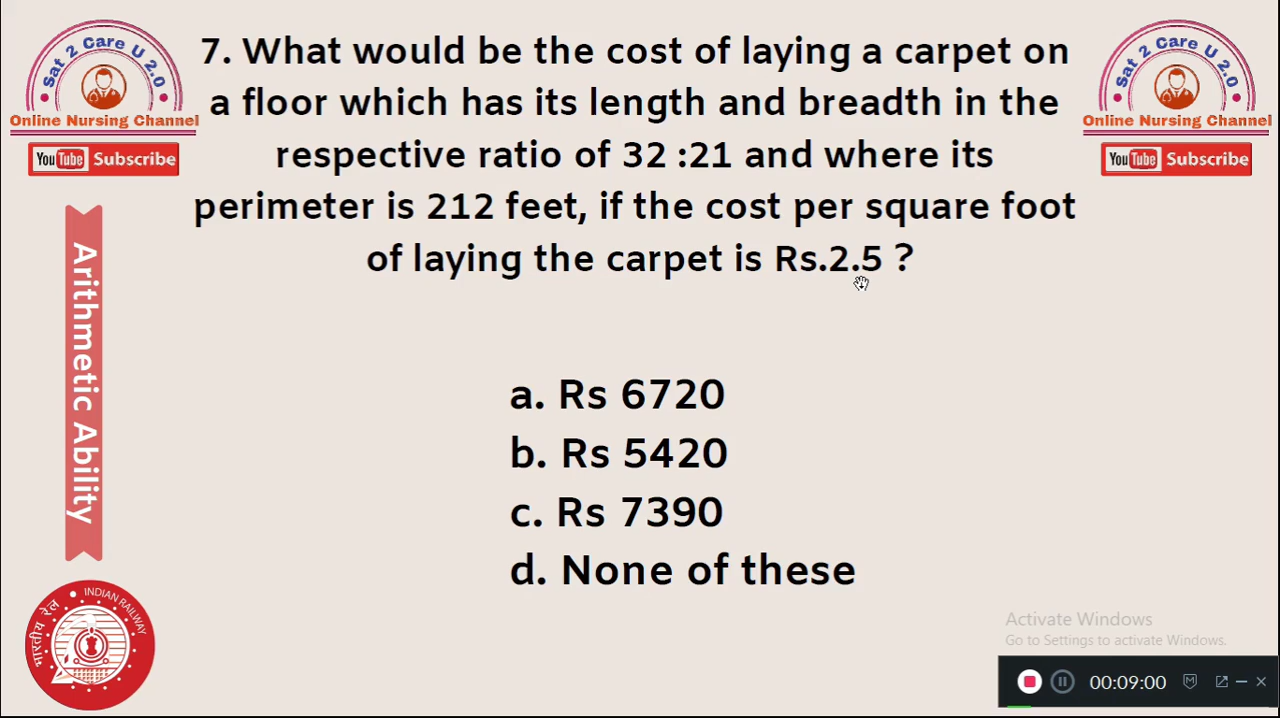 Sat 2 Care U 2.0
Online Nursing Channel
YouTube Subscribe
7. What would be the cost of laying a carpet on
a floor which has its length and breadth in the
respective ratio of 32 :21 and where its
perimeter is 212 feet, if the cost per square foot
of laying the carpet is Rs.2.5 ?
Sat 2 Care U 2.0
Online Nursing Channel
YouTube Subscribe
Arithmetic Ability
a. Rs 6720
b. Rs 5420
c. Rs 7390
d. None of these
भारतीय रेल
INDIAN RAILWAY
Activate Windows
Go to Settings to activate Windows.
00:09:00